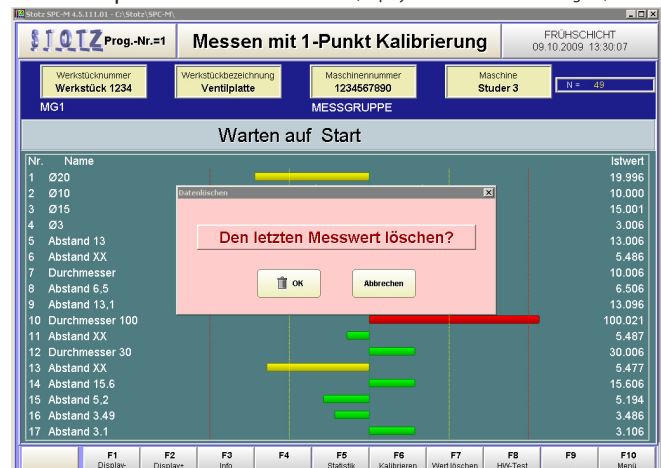 Stotz SPC-M 4.5.111.01 - C:\Stotz\SPC-M\
STOTZ Prog.-Nr.=1 Messen mit 1-Punkt Kalibrierung FRÜHSCHICHT
09.10.2009 13:30:07
Werkstücknummer Werkstückbezeichnung Maschinennummer Maschine
Werkstück 1234 Ventilplatte 1234567890 Studer 3 N = 49
MG1 MESSGRUPPE
Warten auf Start
Nr. Name Istwert
1 Ø20 19.996
2 Ø10 10.000
Datenlöschen
3 Ø15 15.001
4 Ø3 3.006
Den letzten Messwert löschen?
5 Abstand 13 13.006
6 Abstand XX 5.486
7 Durchmesser 10.006
8 Abstand 6,5 6.506
OK Abbrechen
9 Abstand 13,1 13.096
10 Durchmesser 100 100.021
11 Abstand XX 5.487
12 Durchmesser 30 30.006
13 Abstand XX 5.477
14 Abstand 15.6 15.606
15 Abstand 5,2 5.194
16 Abstand 3.49 3.486
17 Abstand 3.1 3.106
F1 F2 F3 F4 F5 F6 F7 F8 F9 F10
Display- Display+ Info Statistik Kalibrieren Wert löschen HW-Test Menü